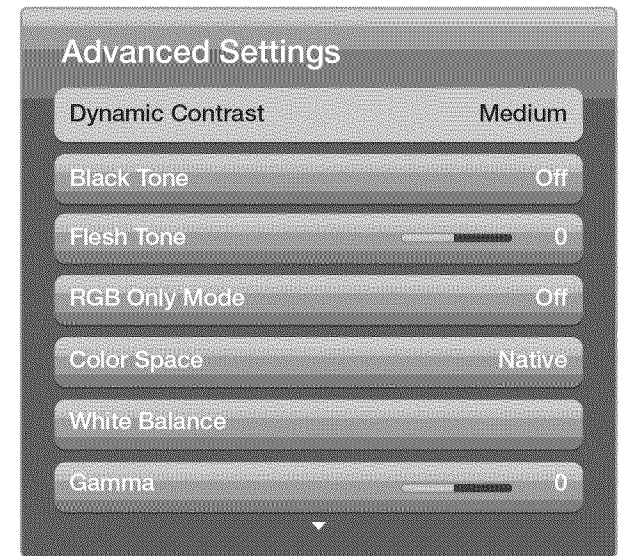 Advanced Settings
Dynamic Contrast Medium
Black Tone Off
Flesh Tone 0
RGB Only Mode Off
Color Space Native
White Balance
Gamma 0